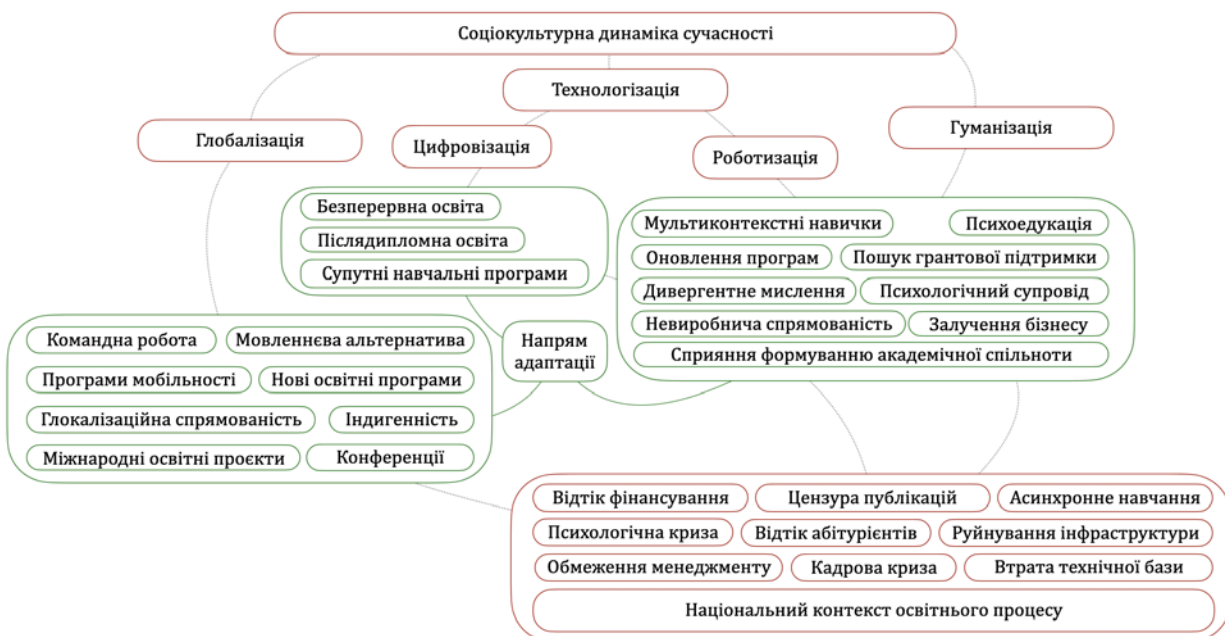 Соціокультурна динаміка сучасності
Технологізація
Глобалізація
Цифровізація
Роботизація
Гуманізація
Безперервна освіта
Післядипломна освіта
Супутні навчальні програми
Мультиконтекстні навички
Психоедукація
Оновлення програм
Пошук грантової підтримки
Дивергентне мислення
Психологічний супровід
Невиробнича спрямованість
Залучення бізнесу
Сприяння формуванню академічної спільноти
Напрям
адаптації
Командна робота
Мовленнєва альтернатива
Програми мобільності
Нові освітні програми
Глокалізаційна спрямованість
Індигенність
Міжнародні освітні проєкти
Конференції
Відтік фінансування
Цензура публікацій
Асинхронне навчання
Психологічна криза
Відтік абітурієнтів
Руйнування інфраструктури
Обмеження менеджменту
Кадрова криза
Втрата технічної бази
Національний контекст освітнього процесу